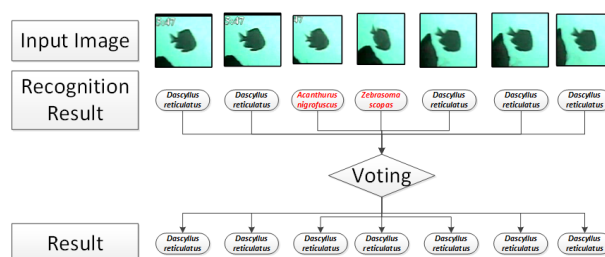 Input Image
Recognition
Result
Dascyllus
reticulatus
Dascyllus
reticulatus
Acanthurus
nigrofuscus
Zebrasoma
scopas
Dascyllus
reticulatus
Dascyllus
reticulatus
Dascyllus
reticulatus
Voting
Result
Dascyllus
reticulatus
Dascyllus
reticulatus
Dascyllus
reticulatus
Dascyllus
reticulatus
Dascyllus
reticulatus
Dascyllus
reticulatus
Dascyllus
reticulatus